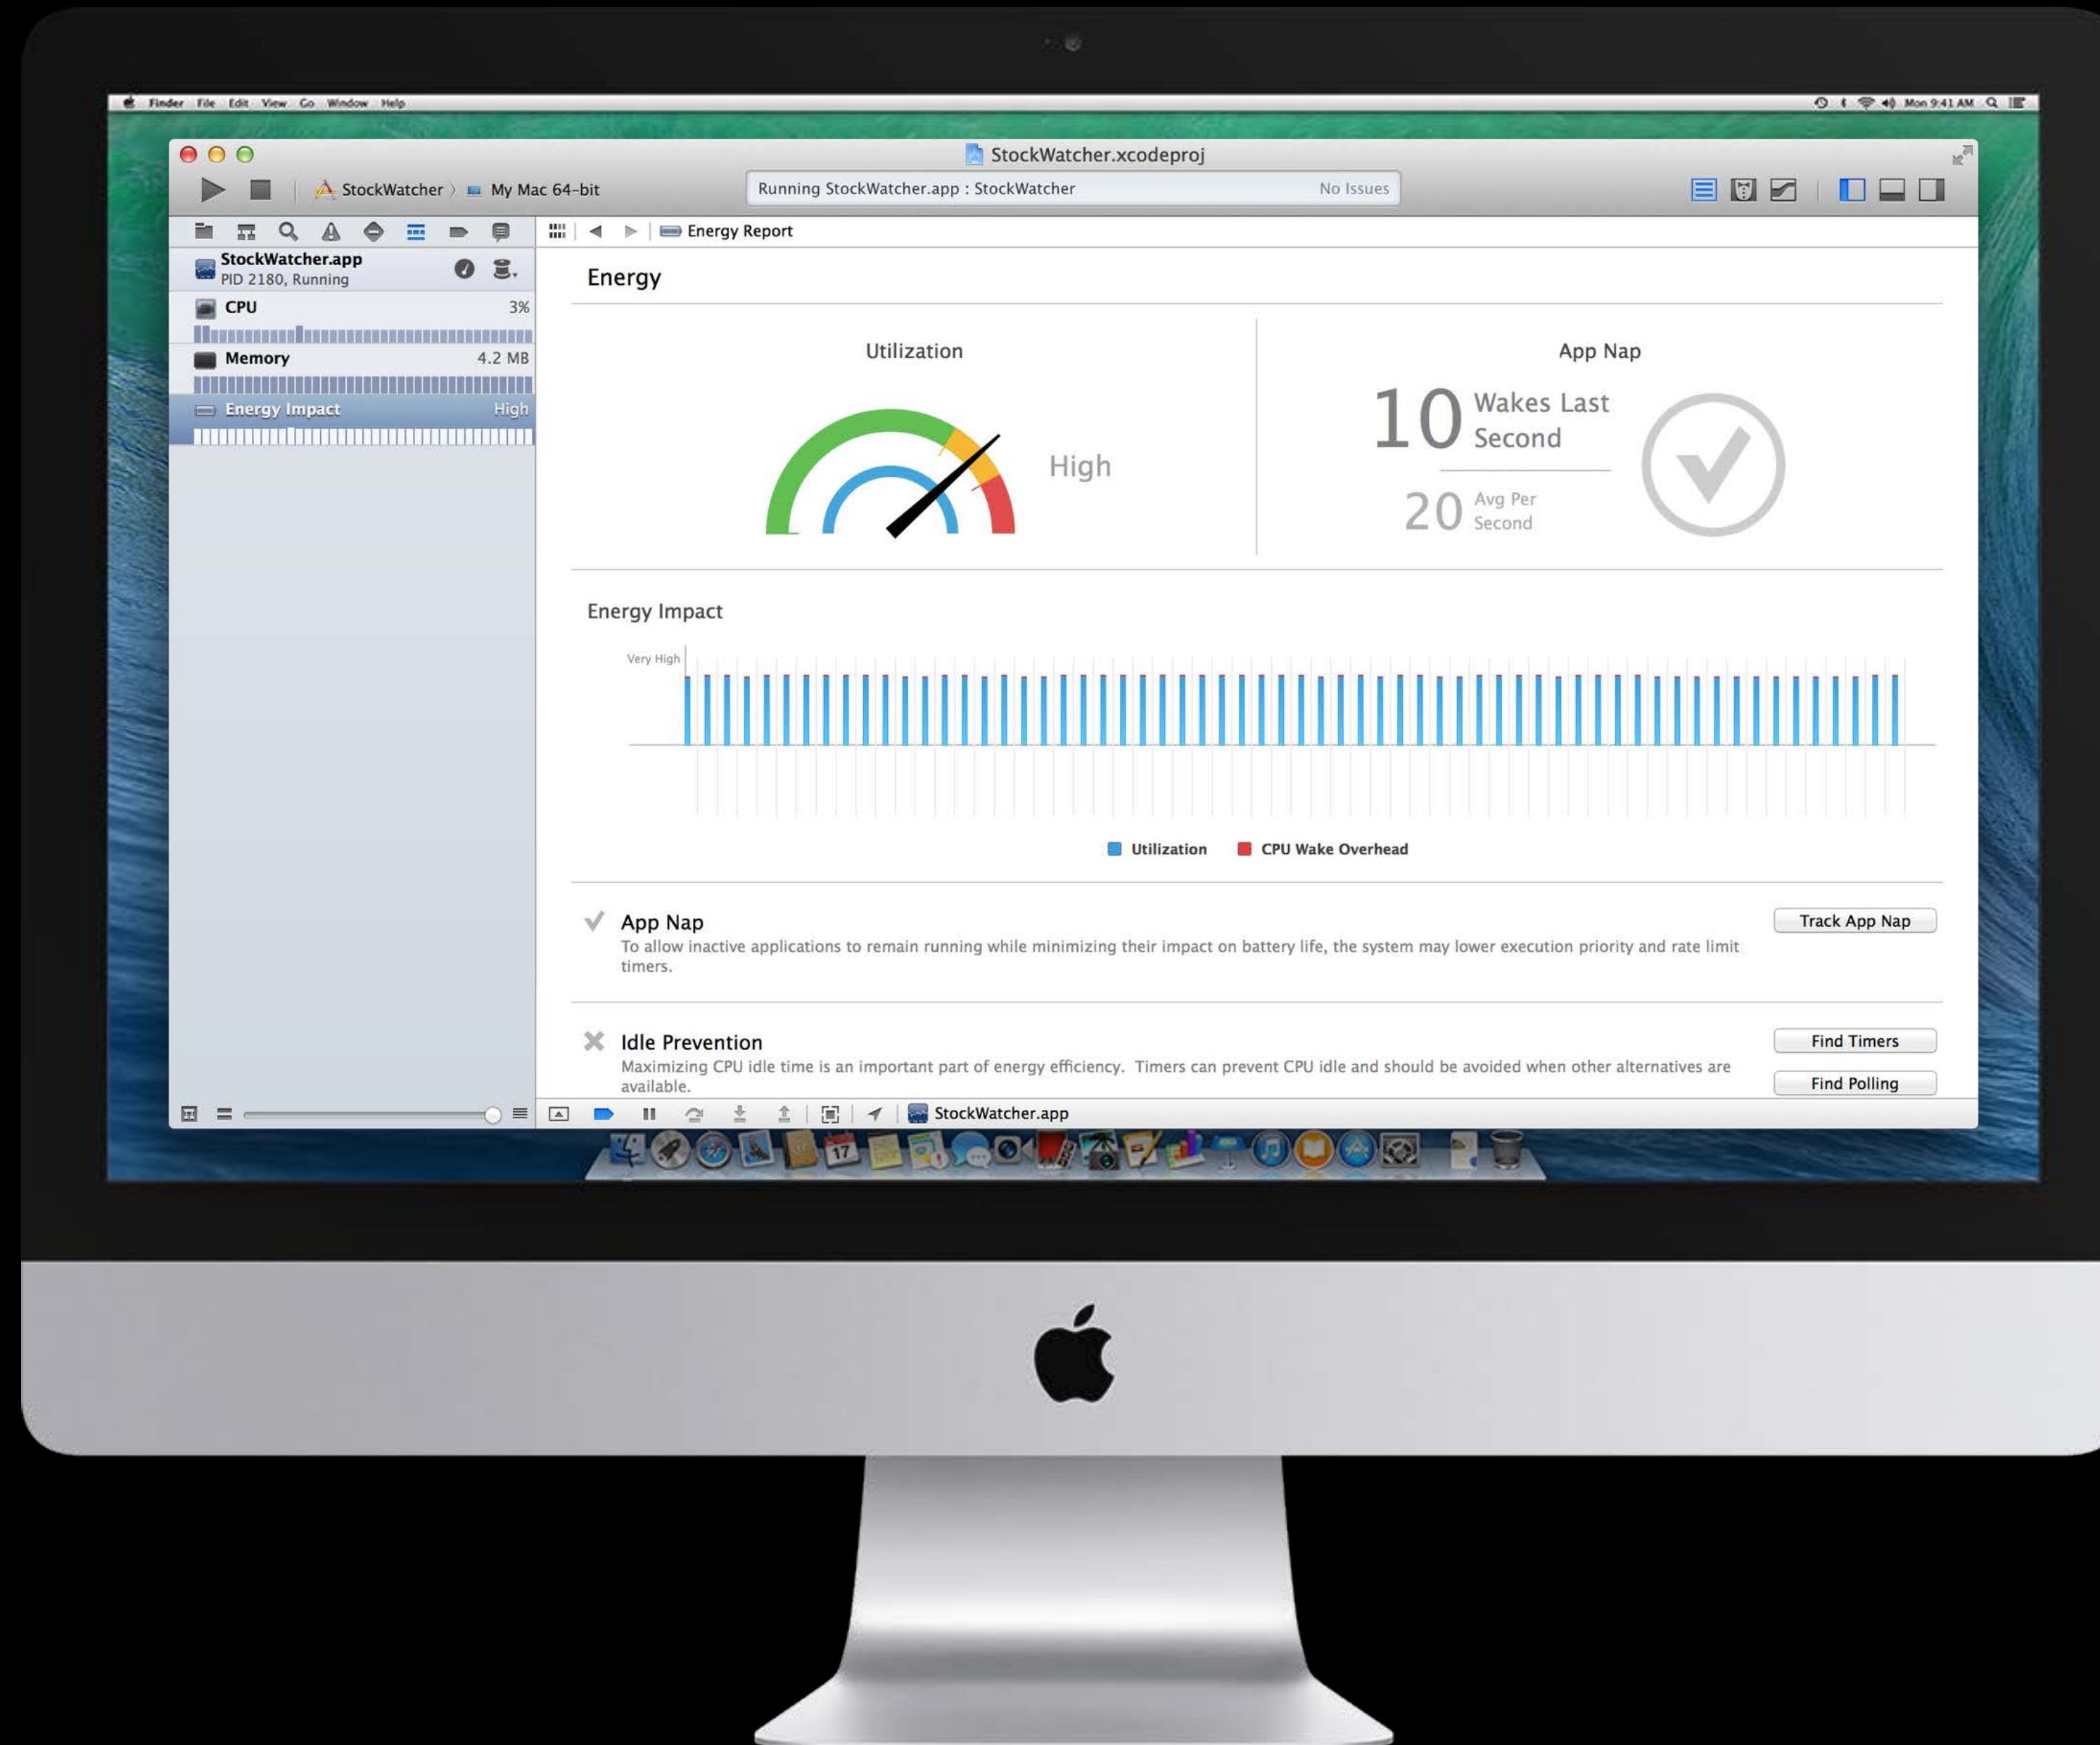 Finder File Edit View Go Window Help
Mon 9:41 AM
StockWatcher.xcodeproj
StockWatcher My Mac 64-bit
Running StockWatcher.app : StockWatcher No Issues
Energy Report
StockWatcher.app
PID 2180, Running
CPU 3%
Memory 4.2 MB
Energy Impact High
Energy
Utilization
High
App Nap
10 Wakes Last
Second
20 Avg Per
Second
Energy Impact
Very High
Utilization CPU Wake Overhead
App Nap
Track App Nap
To allow inactive applications to remain running while minimizing their impact on battery life, the system may lower execution priority and rate limit
timers.
Idle Prevention
Find Timers
Maximizing CPU idle time is an important part of energy efficiency. Timers can prevent CPU idle and should be avoided when other alternatives are
available.
Find Polling
StockWatcher.app
17